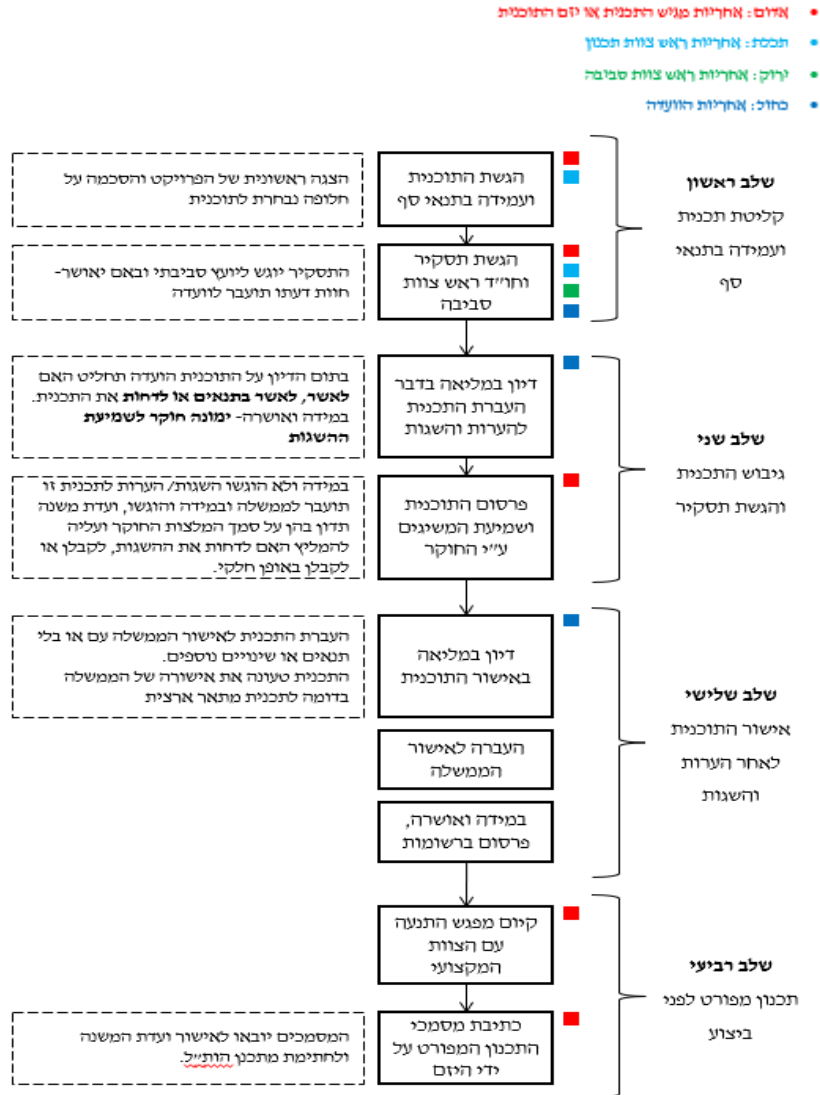 אדום: אחריות מגיש התכנית או יזם התוכנית
תכלת: אחריות ראש צוות תכנון
ירוק: אחריות ראש צוות סביבה
כחול: אחריות הוועדה
שלב ראשון
קליטת תכנית
ועמידה בתנאי
סף
הגשת התוכנית
ועמידה בתנאי סף
הצגה ראשונית של הפרויקט והסכמה על
חלופה נבחרת לתוכנית
הגשת תסקיר
וחו"ד ראש צוות
סביבה
התסקיר יוגש ליועץ סביבתי ובאם יאושר-
חוות דעתו תועבר לוועדה
שלב שני
גיבוש התכנית
והגשת תסקיר
דיון במליאה בדבר
העברת התכנית
להערות והשגות
בתום הדיון על התוכנית הועדה תחליט האם
לאשר, לאשר בתנאים או לדחות את התכנית.
במידה ואושרה- ימונה חוקר לשמיעת
ההשגות
פרסום התוכנית
ושמיעת המשיגים
ע"י החוקר
במידה ולא הוגשו השגות/ הערות לתכנית זו
תועבר לממשלה ובמידה והוגשו, ועדת משנה
תדון בהן על סמך המלצות החוקר ועליה
להמליץ האם לדחות את ההשגות, לקבלן או
לקבלן באופן חלקי.
שלב שלישי
אישור התוכנית
לאחר הערות
והשגות
דיון במליאה
באישור התוכנית
העברת התכנית לאישור הממשלה עם או בלי
תנאים או שינויים נוספים.
התכנית טעונה את אישורה של הממשלה
בדומה לתכנית מתאר ארצית
העברה לאישור
הממשלה
במידה ואושרה,
פרסום ברשומות
שלב רביעי
תכנון מפורט לפני
ביצוע
קיום מפגש התנעה
עם הצוות
המקצועי
כתיבת מסמכי
התכנון המפורט על
ידי היזם
המסמכים יובאו לאישור ועדת המשנה
ולחתימת מתכנן הות"ל.